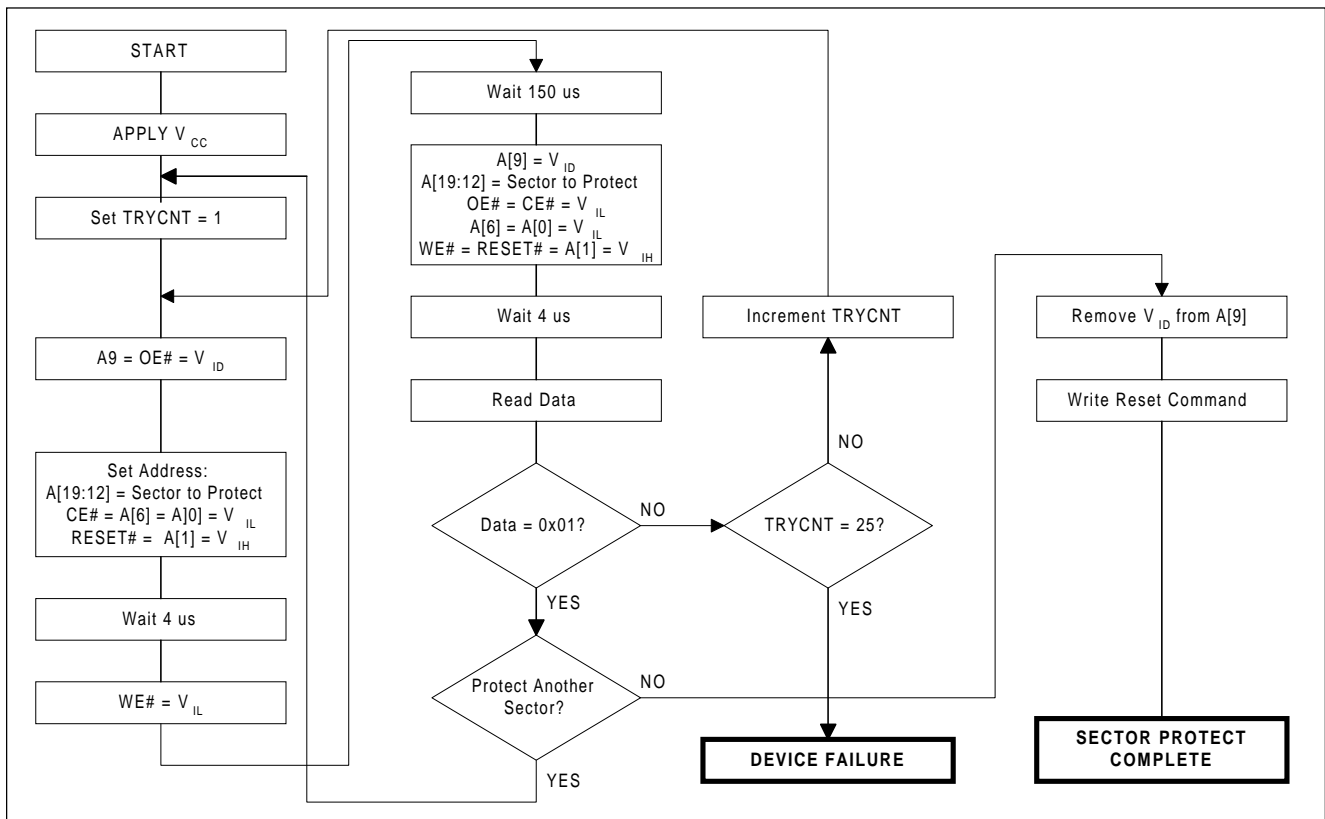 START
APPLY V CC
Set TRYCNT = 1
A9 = OE# = V ID
Set Address:
A[19:12] = Sector to Protect
CE# = A[6] = A]0] = V IL
RESET# = A[1] = V IH
Wait 4 us
WE# = V IL
Wait 150 us
A[9] = V ID
A[19:12] = Sector to Protect
OE# = CE# = V IL
A[6] = A[0] = V IL
WE# = RESET# = A[1] = V IH
Wait 4 us
Read Data
Data = 0x01?
NO
YES
Protect Another
Sector?
NO
YES
Increment TRYCNT
NO
TRYCNT = 25?
YES
DEVICE FAILURE
Remove V ID from A[9]
Write Reset Command
SECTOR PROTECT
COMPLETE